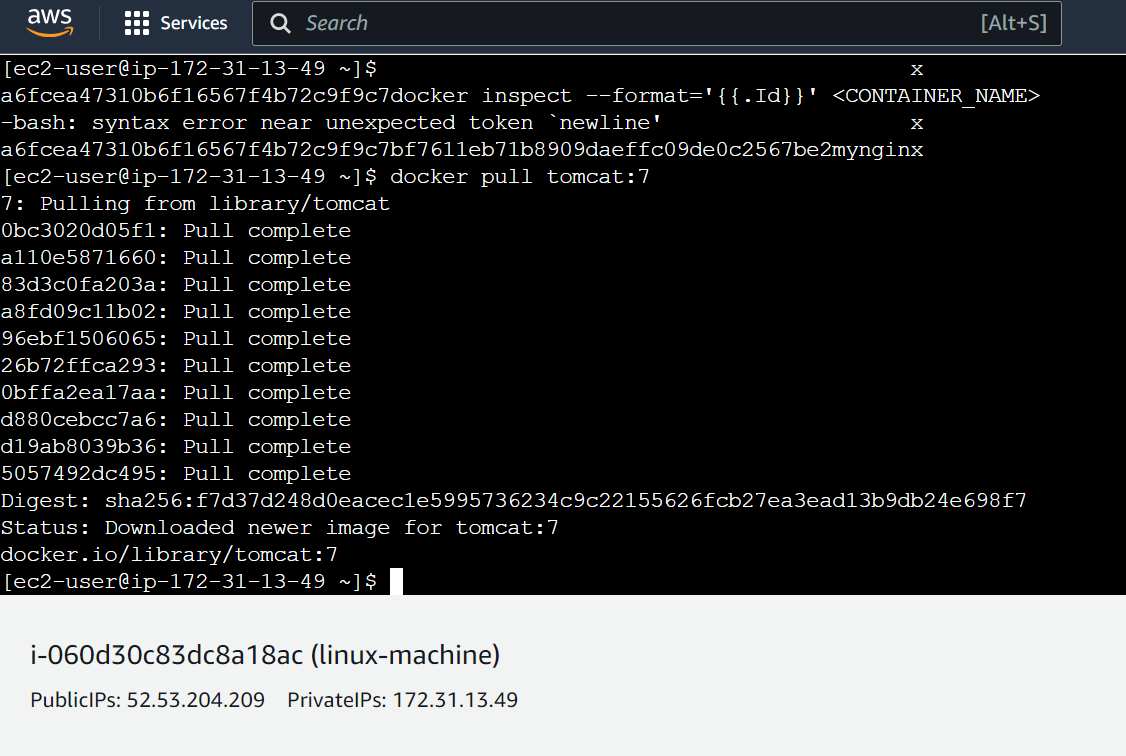 aws
Services
Search
[Alt+S]
[ec2-user@ip-172-31-13-49 ~]$ x
a6fcea47310b6f16567f4b72c9f9c7docker inspect --format='{{.Id}}' <CONTAINER_NAME>
-bash: syntax error near unexpected token `newline' x
a6fcea47310b6f16567f4b72c9f9c7bf7611eb71b8909daeffc09de0c2567be2mynginx
[ec2-user@ip-172-31-13-49 ~]$ docker pull tomcat:7
7: Pulling from library/tomcat
0bc3020d05f1: Pull complete
a110e5871660: Pull complete
83d3c0fa203a: Pull complete
a8fd09c11b02: Pull complete
96ebf1506065: Pull complete
26b72ffca293: Pull complete
0bffa2ea17aa: Pull complete
d880cebcc7a6: Pull complete
d19ab8039b36: Pull complete
5057492dc495: Pull complete
Digest: sha256:f7d37d248d0eacec1e5995736234c9c22155626fcb27ea3ead13b9db24e698f7
Status: Downloaded newer image for tomcat:7
docker.io/library/tomcat:7
[ec2-user@ip-172-31-13-49 ~]$
i-060d30c83dc8a18ac (linux-machine)
PublicIPs: 52.53.204.209 PrivateIPs: 172.31.13.49